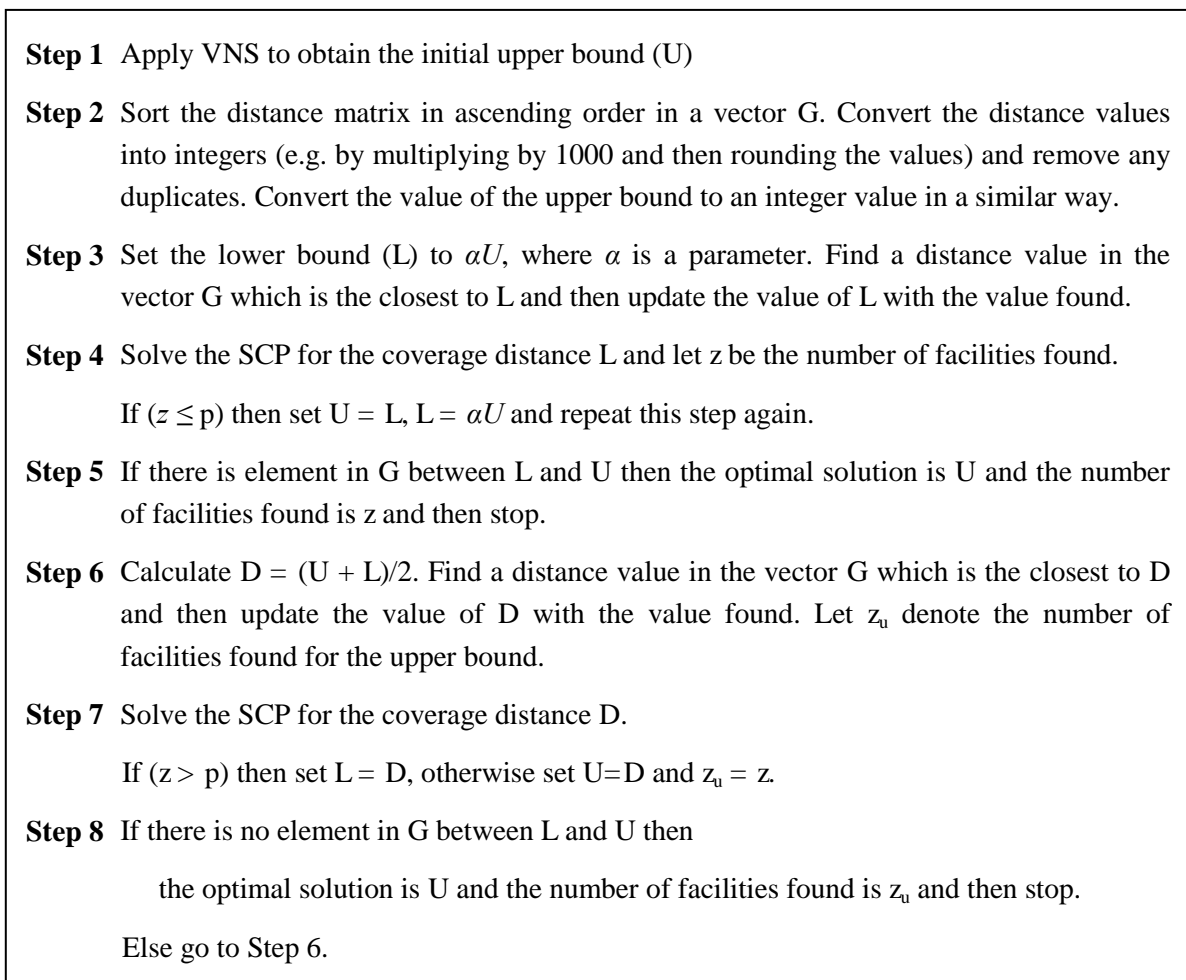 Step 1 Apply VNS to obtain the initial upper bound (U)
Step 2 Sort the distance matrix in ascending order in a vector G. Convert the distance values
into integers (e.g. by multiplying by 1000 and then rounding the values) and remove any
duplicates. Convert the value of the upper bound to an integer value in a similar way.
Step 3 Set the lower bound (L) to αU, where α is a parameter. Find a distance value in the
vector G which is the closest to L and then update the value of L with the value found.
Step 4 Solve the SCP for the coverage distance L and let z be the number of facilities found.
If (z ≤ p) then set U = L, L = αU and repeat this step again.
Step 5 If there is element in G between L and U then the optimal solution is U and the number
of facilities found is z and then stop.
Step 6 Calculate D = (U + L)/2. Find a distance value in the vector G which is the closest to D
and then update the value of D with the value found. Let zᵤ denote the number of
facilities found for the upper bound.
Step 7 Solve the SCP for the coverage distance D.
If (z > p) then set L = D, otherwise set U=D and zᵤ = z.
Step 8 If there is no element in G between L and U then
the optimal solution is U and the number of facilities found is zᵤ and then stop.
Else go to Step 6.